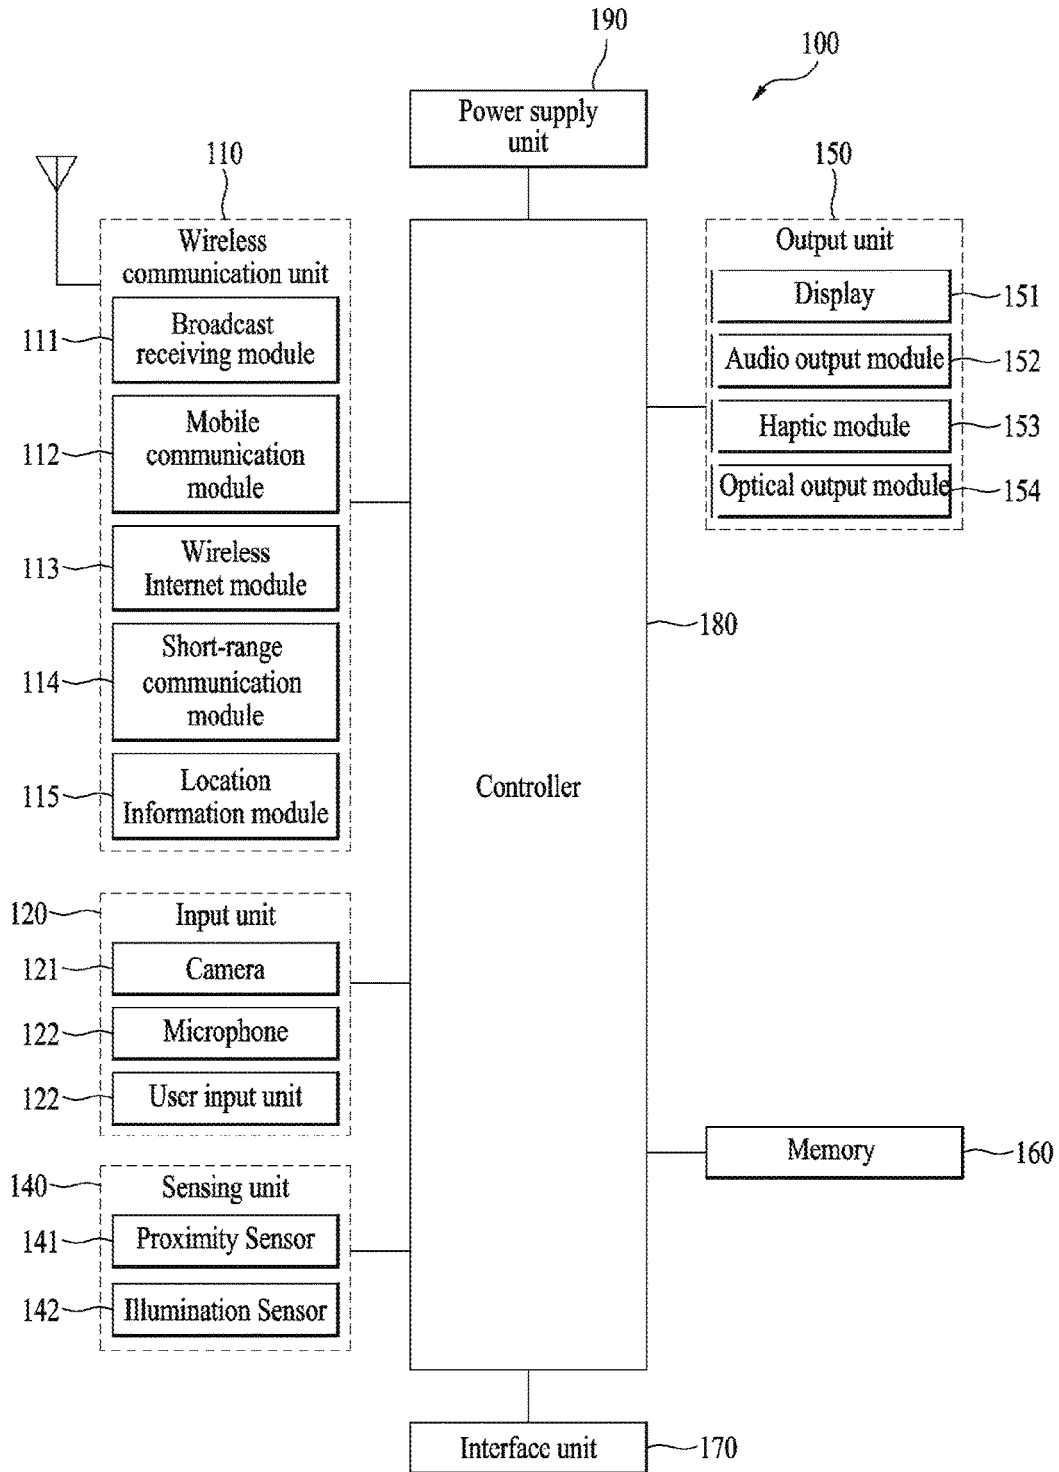 190
100
Power supply
unit
110
150
Wireless
communication unit
Output unit
111
Broadcast
receiving module
Display
151
Audio output module
152
112
Mobile
communication
module
Haptic module
153
Optical output module
154
113
Wireless
Internet module
180
114
Short-range
communication
module
115
Location
Information module
Controller
120
Input unit
121
Camera
122
Microphone
122
User input unit
Memory
160
140
Sensing unit
141
Proximity Sensor
142
Illumination Sensor
Interface unit
170